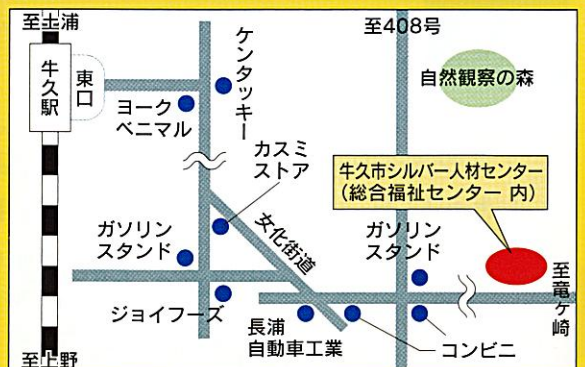 至土浦
牛久駅
東口
ケンタッキー
ヨーク
ベニマル
至408号
自然観察の森
カスミ
ストア
牛久市シルバー人材センター
(総合福祉センター 内)
女化街道
ガソリン
スタンド
ガソリン
スタンド
至竜ヶ崎
ジョイフーズ
長浦
自動車工業
コンビニ
至上野